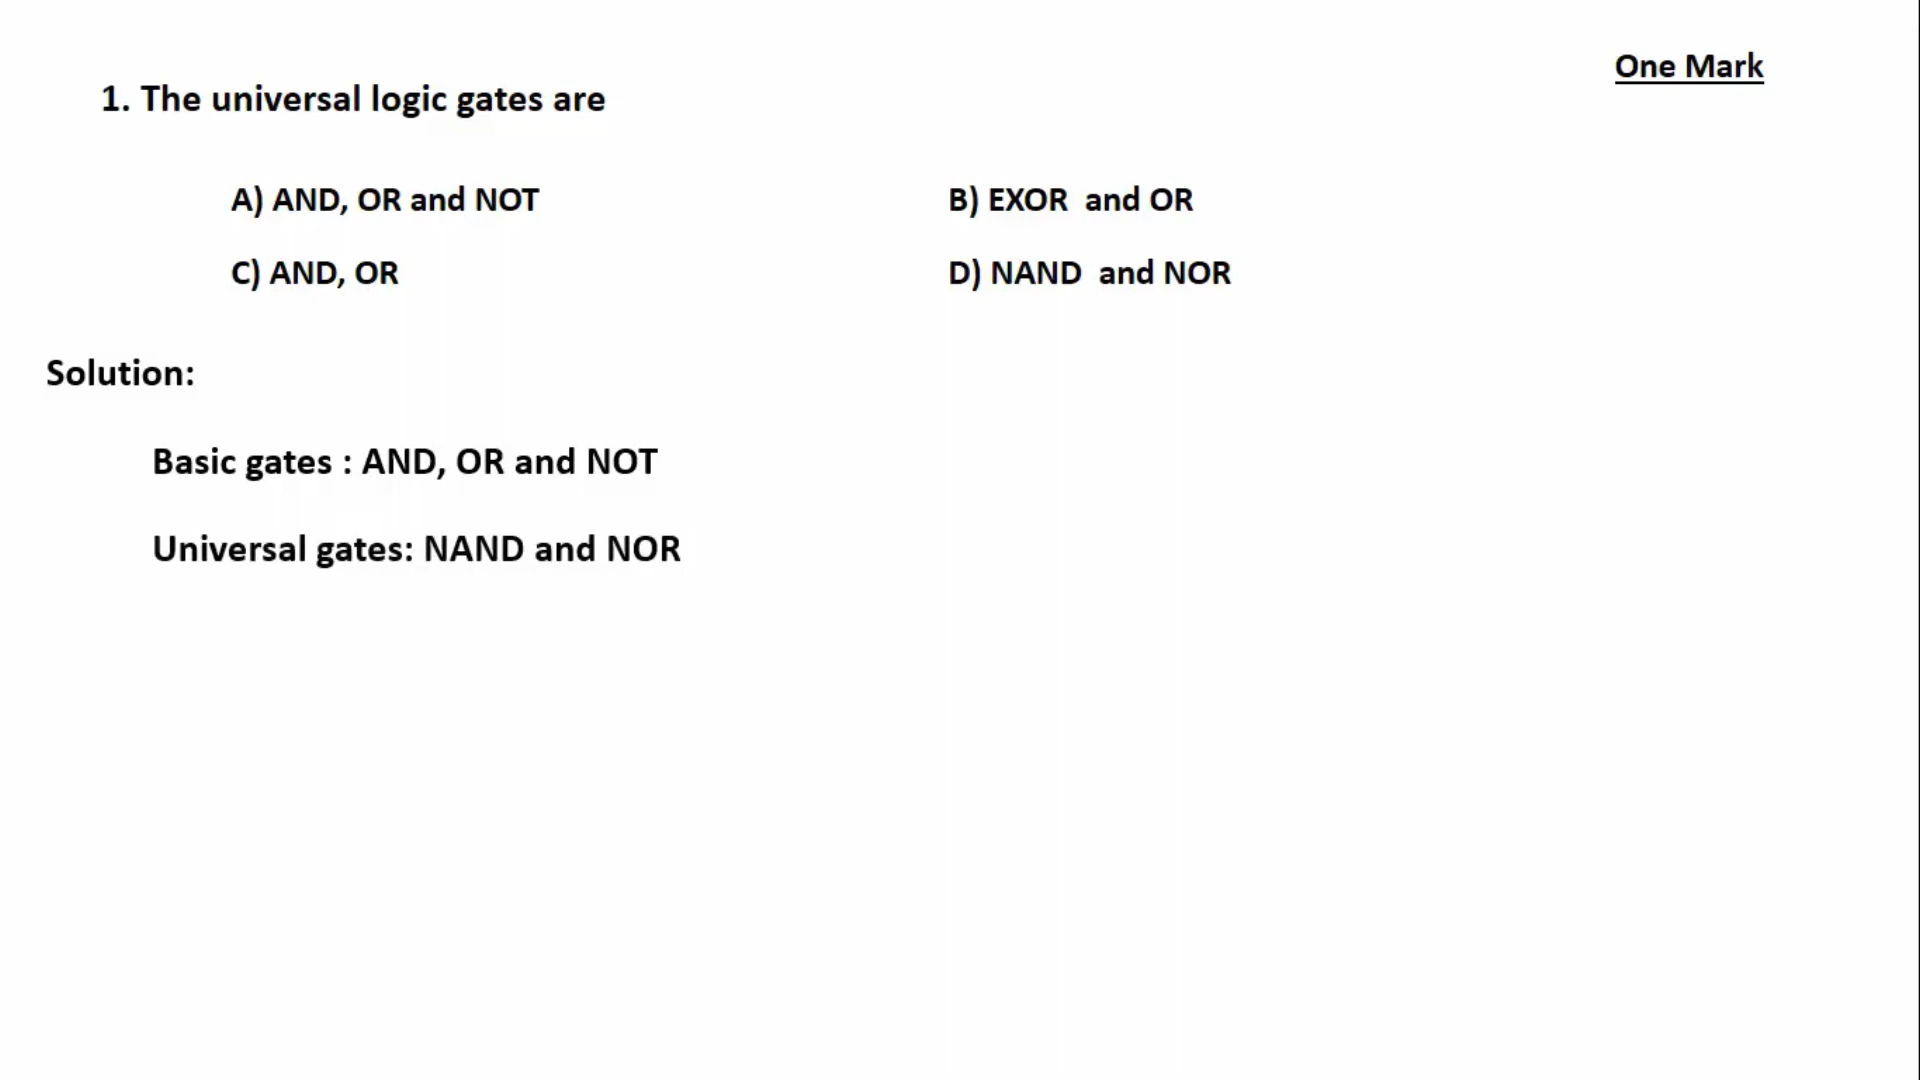 One Mark
1. The universal logic gates are
A) AND, OR and NOT
B) EXOR and OR
C) AND, OR
D) NAND and NOR
Solution:
Basic gates : AND, OR and NOT
Universal gates: NAND and NOR